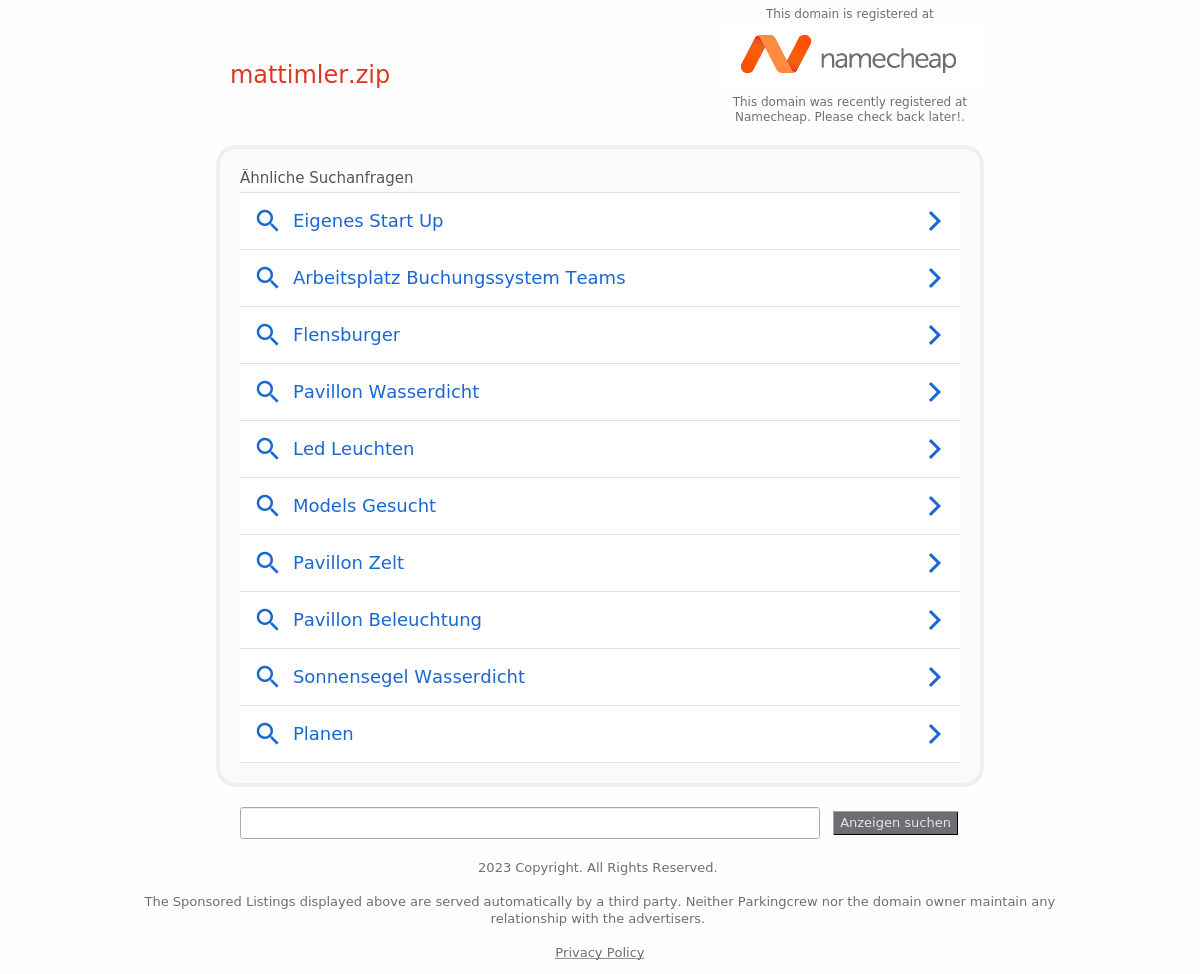 This domain is registered at
namecheap
mattimler.zip
This domain was recently registered at
Namecheap. Please check back later!.
Ähnliche Suchanfragen
Eigenes Start Up
Arbeitsplatz Buchungssystem Teams
Flensburger
Pavillon Wasserdicht
Led Leuchten
Models Gesucht
Pavillon Zelt
Pavillon Beleuchtung
Sonnensegel Wasserdicht
Planen
Anzeigen suchen
2023 Copyright. All Rights Reserved.
The Sponsored Listings displayed above are served automatically by a third party. Neither Parkingcrew nor the domain owner maintain any
relationship with the advertisers.
Privacy Policy